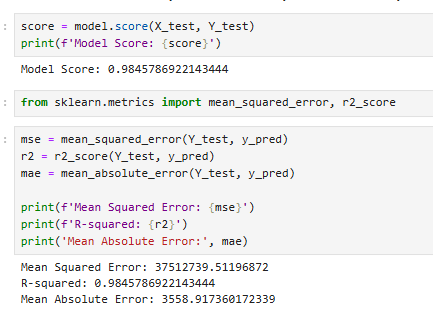 score = model.score(X_test, Y_test)
print(f'Model Score: {score}')
Model Score: 0.9845786922143444
from sklearn.metrics import mean_squared_error, r2_score
mse = mean_squared_error(Y_test, y_pred)
r2 = r2_score(Y_test, y_pred)
mae = mean_absolute_error(Y_test, y_pred)
print(f'Mean Squared Error: {mse}')
print(f'R-squared: {r2}')
print('Mean Absolute Error:', mae)
Mean Squared Error: 37512739.51196872
R-squared: 0.9845786922143444
Mean Absolute Error: 3558.917360172339